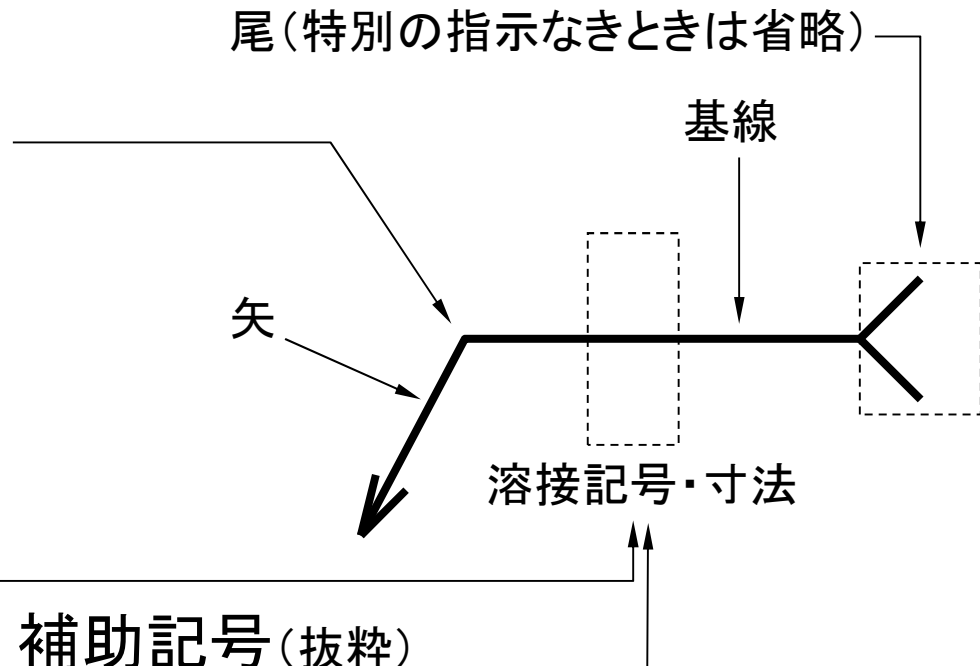 尾(特別の指示なきときは省略)
基線
矢
溶接記号・寸法
補助記号(抜粋)